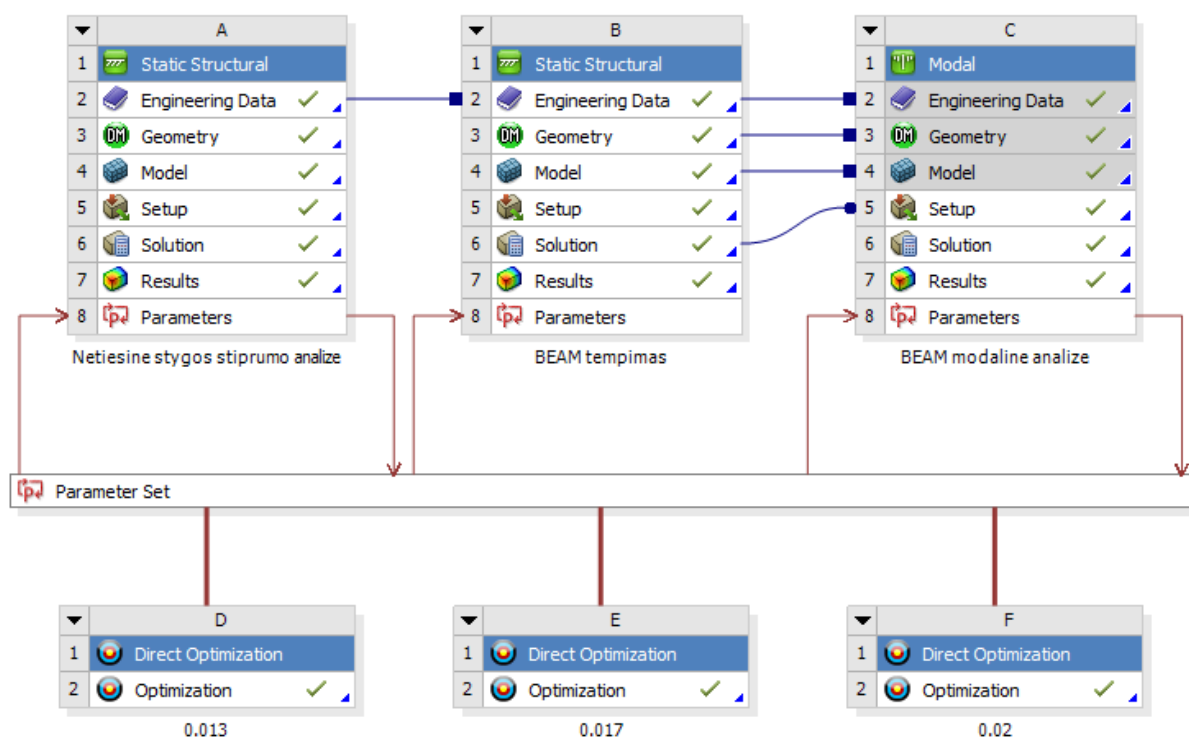 A
1 Static Structural
2 Engineering Data
3 Geometry
4 Model
5 Setup
6 Solution
7 Results
8 Parameters
Netiesine stygos stiprumo analize
B
1 Static Structural
2 Engineering Data
3 Geometry
4 Model
5 Setup
6 Solution
7 Results
8 Parameters
BEAM tempimas
C
1 Modal
2 Engineering Data
3 Geometry
4 Model
5 Setup
6 Solution
7 Results
8 Parameters
BEAM modaline analize
Parameter Set
D
1 Direct Optimization
2 Optimization
0.013
E
1 Direct Optimization
2 Optimization
0.017
F
1 Direct Optimization
2 Optimization
0.02